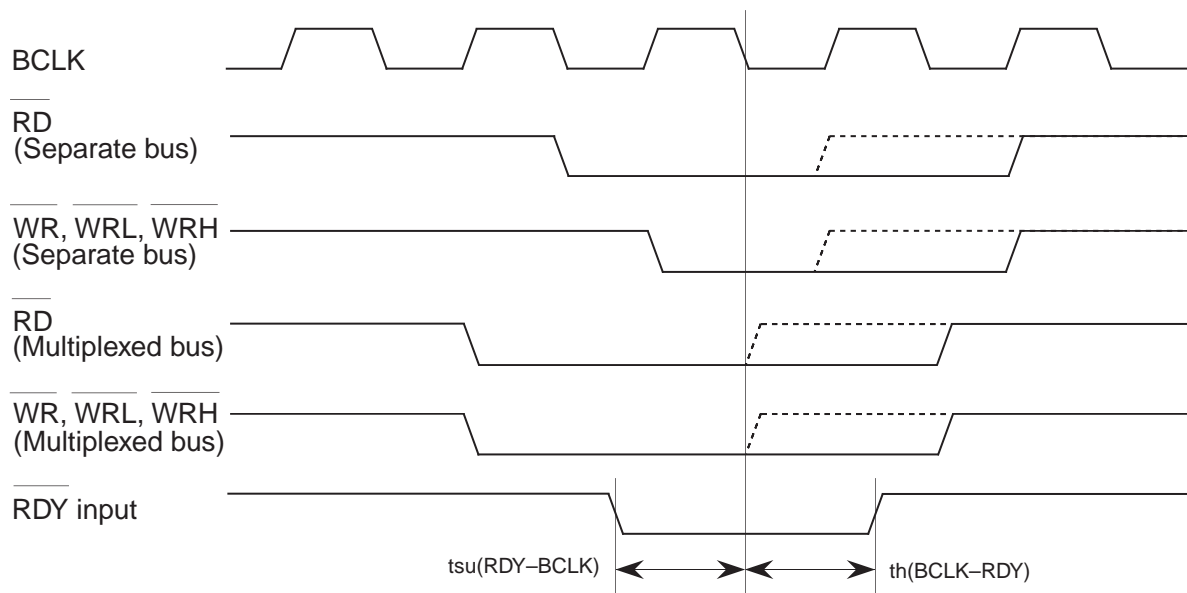 BCLK
RD
(Separate bus)
WR, WRL, WRH
(Separate bus)
RD
(Multiplexed bus)
WR, WRL, WRH
(Multiplexed bus)
RDY input
tsu(RDY–BCLK)
th(BCLK–RDY)